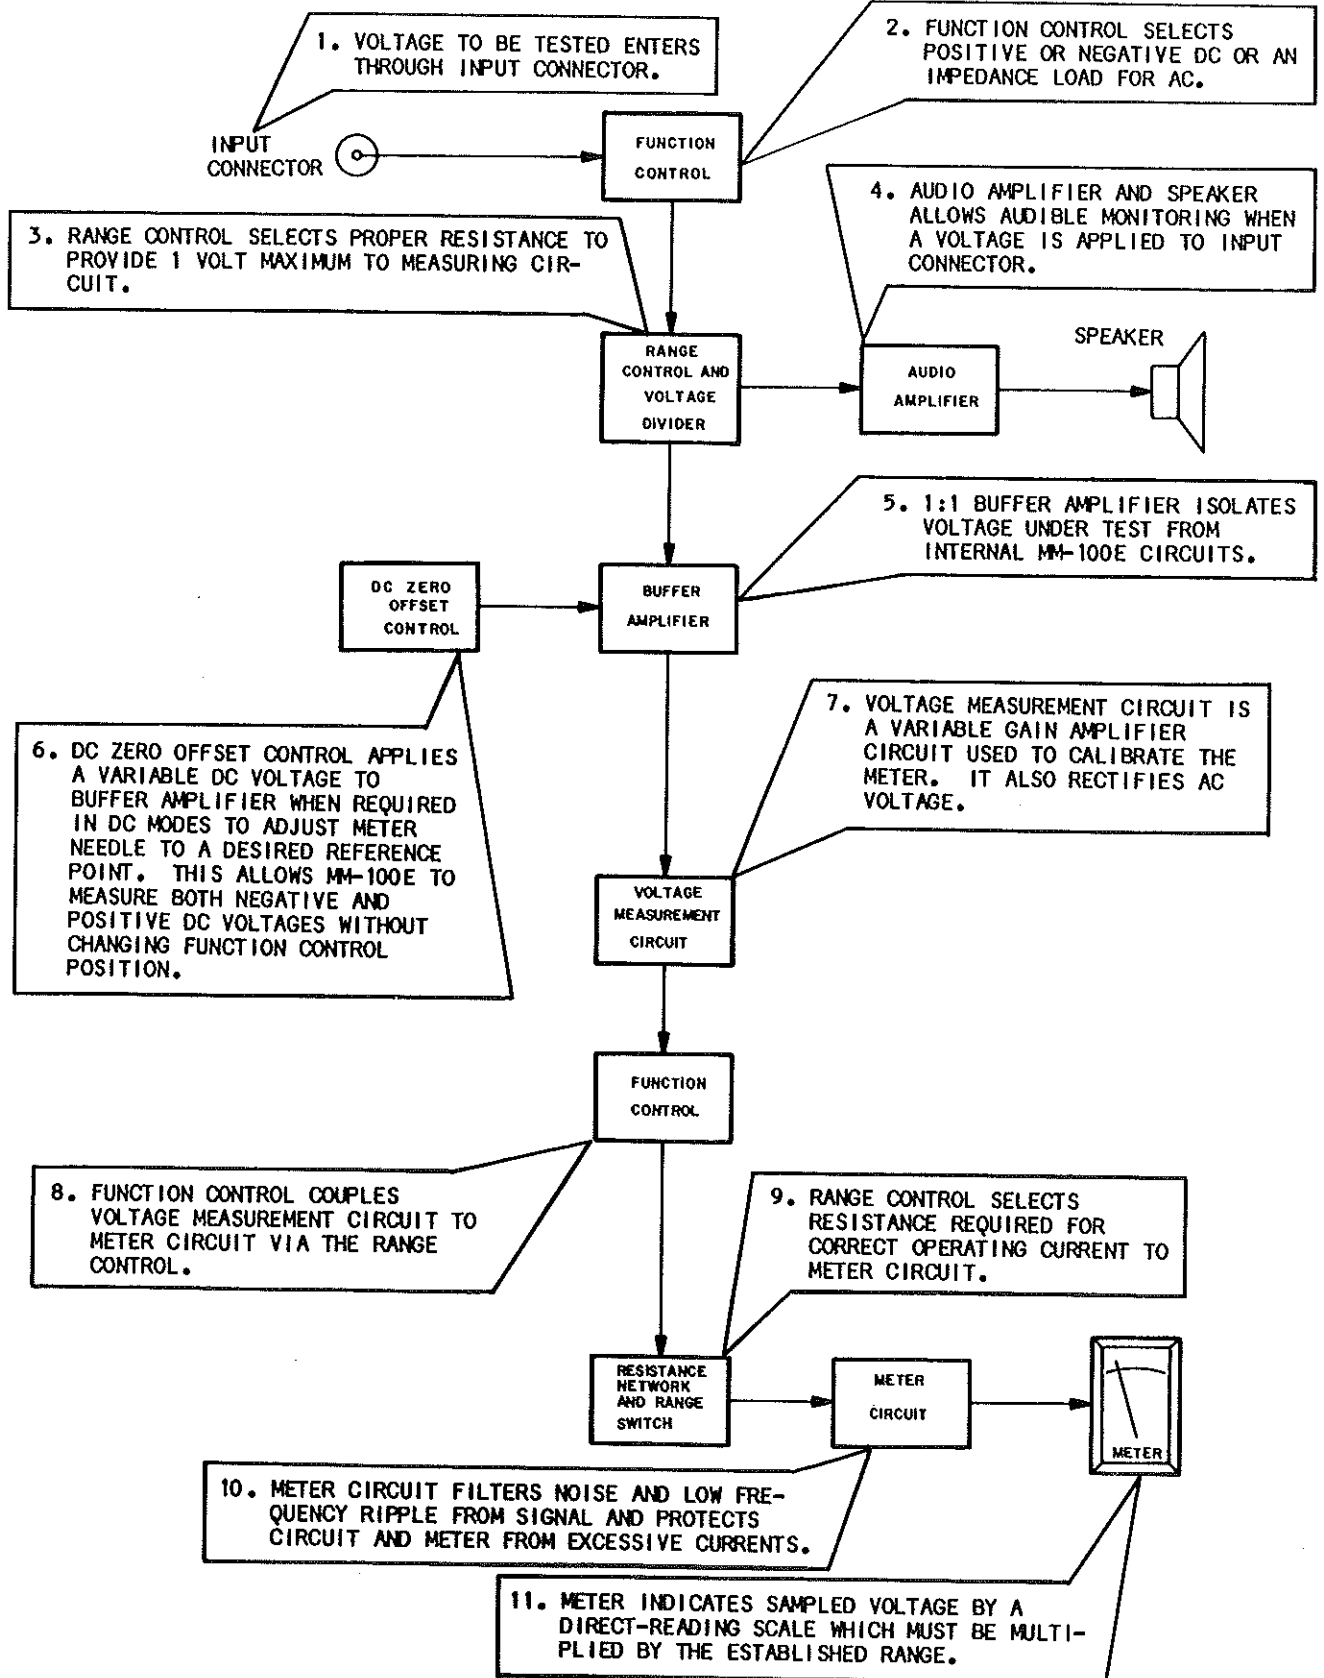 1. VOLTAGE TO BE TESTED ENTERS
THROUGH INPUT CONNECTOR.
2. FUNCTION CONTROL SELECTS
POSITIVE OR NEGATIVE DC OR AN
IMPEDANCE LOAD FOR AC.
INPUT
CONNECTOR
FUNCTION
CONTROL
3. RANGE CONTROL SELECTS PROPER RESISTANCE TO
PROVIDE 1 VOLT MAXIMUM TO MEASURING CIR-
CUIT.
4. AUDIO AMPLIFIER AND SPEAKER
ALLOWS AUDIBLE MONITORING WHEN
A VOLTAGE IS APPLIED TO INPUT
CONNECTOR.
RANGE
CONTROL AND
VOLTAGE
DIVIDER
AUDIO
AMPLIFIER
SPEAKER
5. 1:1 BUFFER AMPLIFIER ISOLATES
VOLTAGE UNDER TEST FROM
INTERNAL MM-100E CIRCUITS.
DC ZERO
OFFSET
CONTROL
BUFFER
AMPLIFIER
6. DC ZERO OFFSET CONTROL APPLIES
A VARIABLE DC VOLTAGE TO
BUFFER AMPLIFIER WHEN REQUIRED
IN DC MODES TO ADJUST METER
NEEDLE TO A DESIRED REFERENCE
POINT. THIS ALLOWS MM-100E TO
MEASURE BOTH NEGATIVE AND
POSITIVE DC VOLTAGES WITHOUT
CHANGING FUNCTION CONTROL
POSITION.
7. VOLTAGE MEASUREMENT CIRCUIT IS
A VARIABLE GAIN AMPLIFIER
CIRCUIT USED TO CALIBRATE THE
METER. IT ALSO RECTIFIES AC
VOLTAGE.
VOLTAGE
MEASUREMENT
CIRCUIT
FUNCTION
CONTROL
8. FUNCTION CONTROL COUPLES
VOLTAGE MEASUREMENT CIRCUIT TO
METER CIRCUIT VIA THE RANGE
CONTROL.
9. RANGE CONTROL SELECTS
RESISTANCE REQUIRED FOR
CORRECT OPERATING CURRENT TO
METER CIRCUIT.
RESISTANCE
NETWORK
AND RANGE
SWITCH
METER
CIRCUIT
METER
10. METER CIRCUIT FILTERS NOISE AND LOW FRE-
QUENCY RIPPLE FROM SIGNAL AND PROTECTS
CIRCUIT AND METER FROM EXCESSIVE CURRENTS.
11. METER INDICATES SAMPLED VOLTAGE BY A
DIRECT-READING SCALE WHICH MUST BE MULTI-
PLIED BY THE ESTABLISHED RANGE.